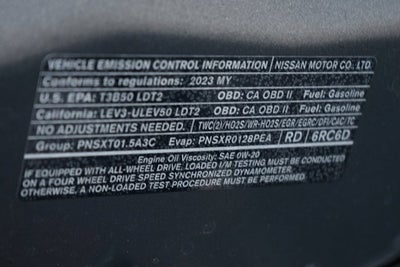 VEHICLE EMISSION CONTROL INFORMATION NISSAN MOTOR CO., LTD.
Conforms to regulations: 2023 MY
U.S. EPA: T3B50 LDT2 OBD: CA OBD II Fuel: Gasoline
California: LEV3-ULEV50 LDT2 OBD: CA OBD II Fuel: Gasoline
NO ADJUSTMENTS NEEDED. TWC(2)/HO2S/WR-HO2S/EGR/EGRC/DFI/CAC/TC
Group: PNSXT01.5A3C Evap: PNSXR0128PEA RD / 6RC6D
Engine Oil Viscosity: SAE 0W-20
IF EQUIPPED WITH ALL-WHEEL DRIVE, LOADED I/M TESTING MUST BE CONDUCTED
ON A FOUR WHEEL DRIVE SPEED SYNCHRONIZED DYNAMOMETER.
OTHERWISE, A NON-LOADED TEST PROCEDURE MUST BE PERFORMED.